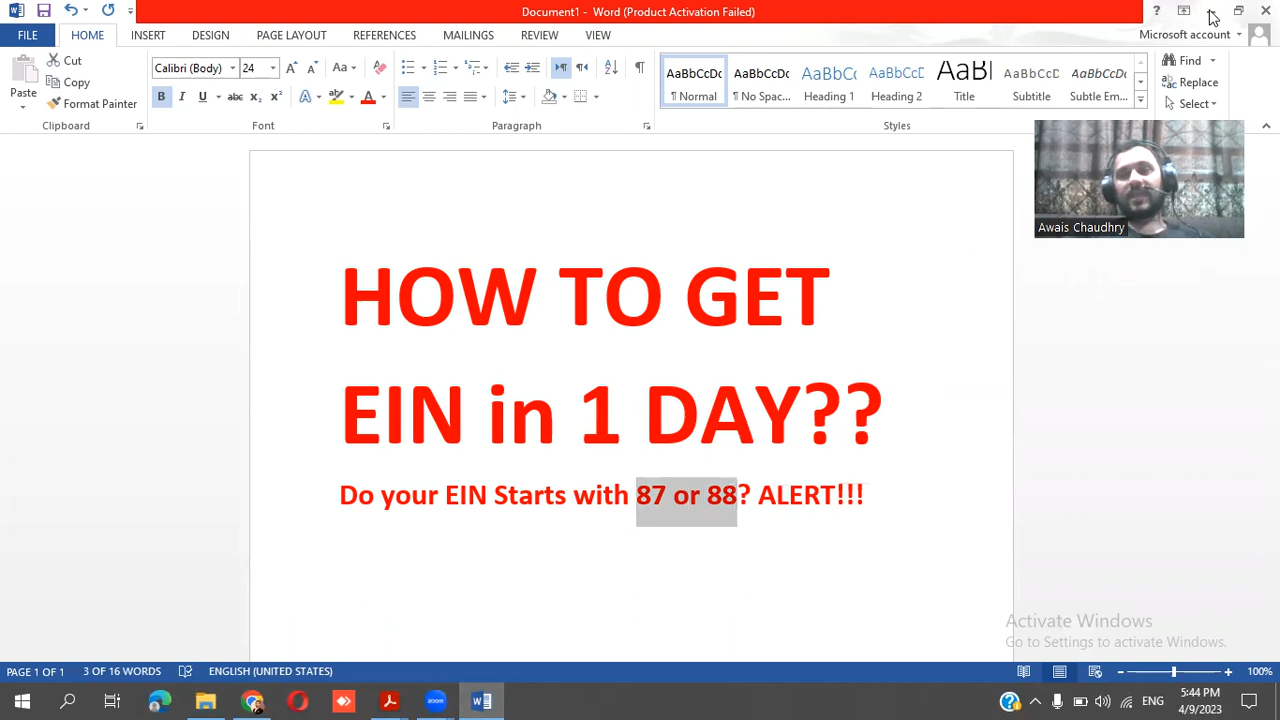 Document1 - Word (Product Activation Failed)
?
FILE HOME INSERT DESIGN PAGE LAYOUT REFERENCES MAILINGS REVIEW VIEW Microsoft account
Paste
Cut
Copy
Format Painter
Clipboard
Calibri (Body) 24
Font
Paragraph
AaBbCcDc AaBbCcDc AaBbCc AaBbCcD AaBl AaBbCcD AaBbCcDc
¶ Normal ¶ No Spac... Heading 1 Heading 2 Title Subtitle Subtle Em...
Styles
Find
Replace
Select
Awais Chaudhry
HOW TO GET
EIN in 1 DAY??
Do your EIN Starts with 87 or 88? ALERT!!!
Activate Windows
Go to Settings to activate Windows.
PAGE 1 OF 1 3 OF 16 WORDS ENGLISH (UNITED STATES) 100%
zoom
ENG
5:44 PM
4/9/2023